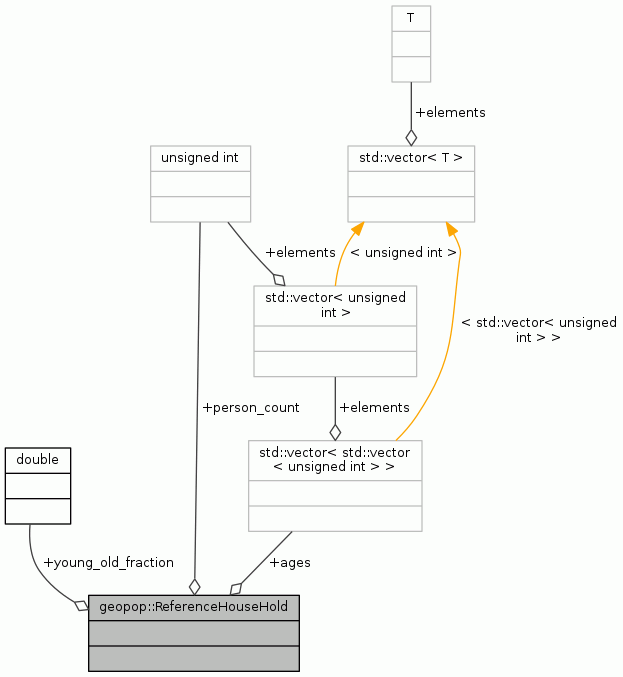 T
+elements
unsigned int
std::vector< T >
+elements
< unsigned int >
std::vector< unsigned
int >
< std::vector< unsigned
int > >
+person_count
+elements
double
std::vector< std::vector
< unsigned int > >
+young_old_fraction
+ages
geopop::ReferenceHouseHold